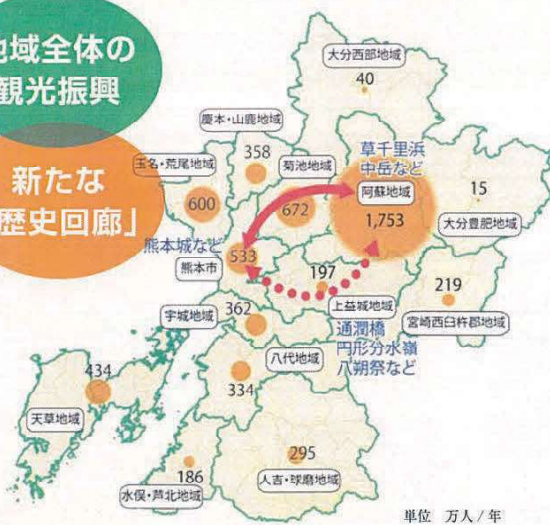 地域全体の
観光振興
新たな
歴史回廊」
大分西部地域
40
慶本・山鹿地域
358
玉名・荒尾地域
600
菊池地域
672
草千里浜
中岳など
阿蘇地域
1,753
15
大分豊肥地域
熊本城など
533
熊本市
197
上益城地域
通潤橋
円形分水嶺
八朔祭など
219
宮崎西臼杵郡地域
宇城地域
362
八代地域
334
434
天草地域
186
水俣・芦北地域
295
人吉・球磨地域
単位 万人/年